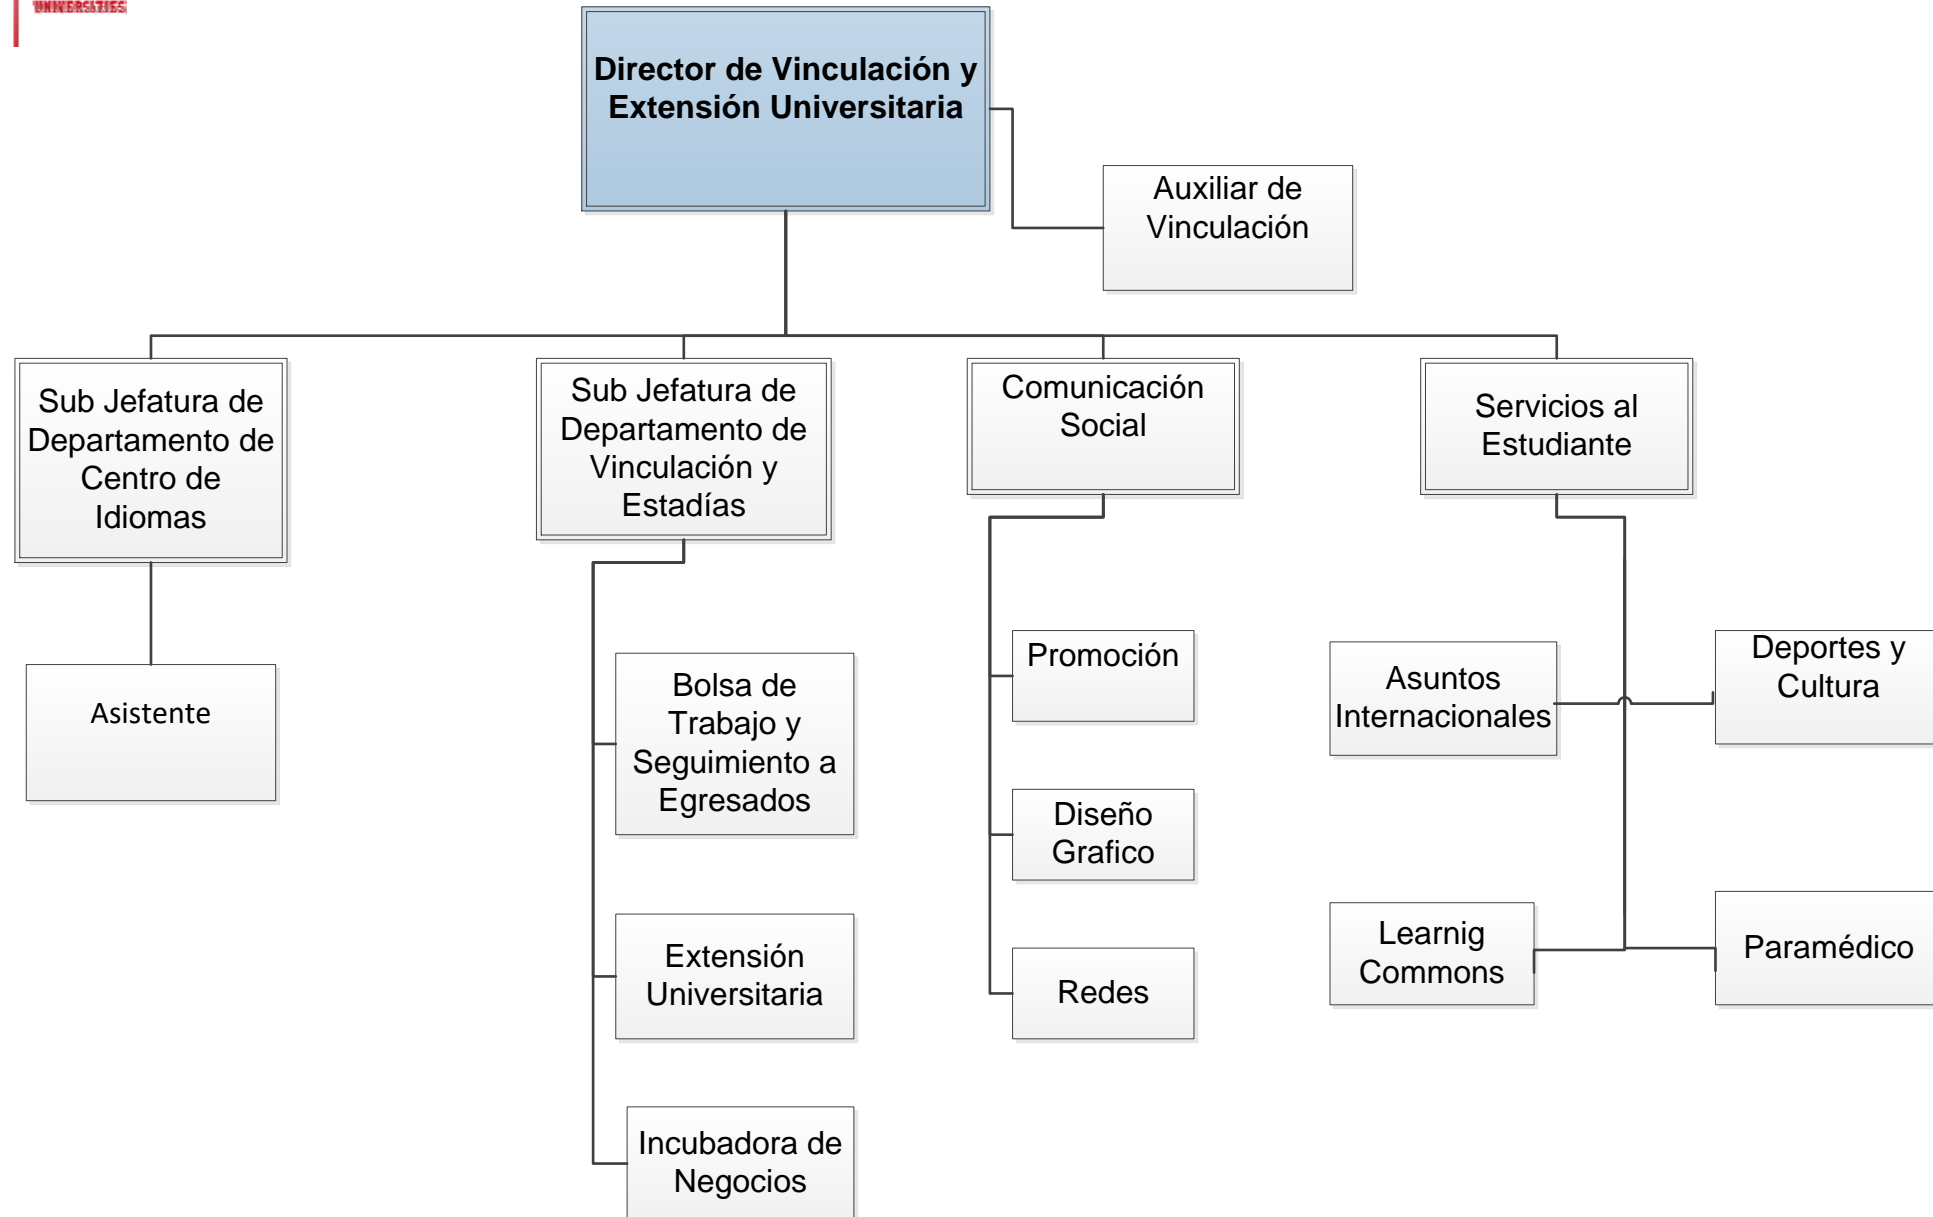 UNIVERSITIES
Director de Vinculación y
Extensión Universitaria
Auxiliar de
Vinculación
Sub Jefatura de
Departamento de
Centro de
Idiomas
Sub Jefatura de
Departamento de
Vinculación y
Estadías
Comunicación
Social
Servicios al
Estudiante
Asistente
Bolsa de
Trabajo y
Seguimiento a
Egresados
Extensión
Universitaria
Incubadora de
Negocios
Promoción
Diseño
Grafico
Redes
Asuntos
Internacionales
Deportes y
Cultura
Learnig
Commons
Paramédico